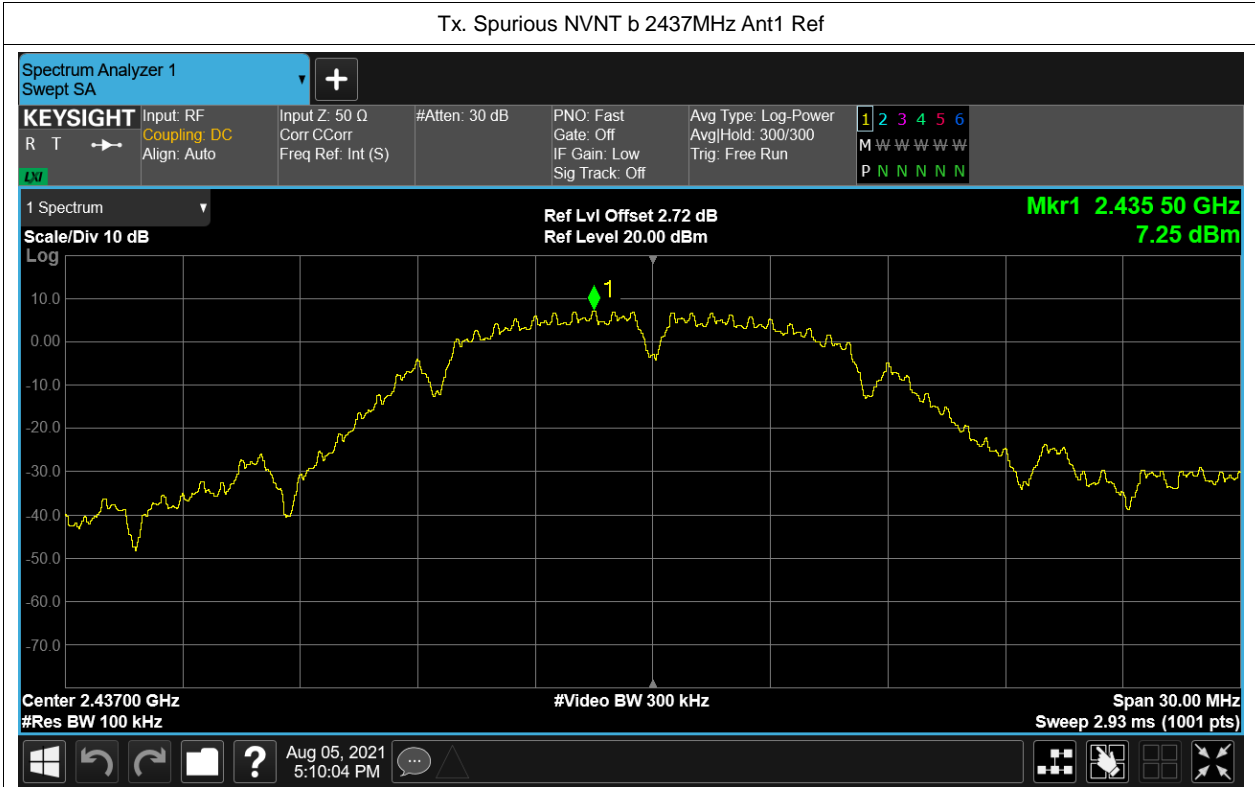 Tx. Spurious NVNT b 2437MHz Ant1 Ref
Spectrum Analyzer 1
Swept SA
KEYSIGHT
R T
LXI
Input: RF
Coupling: DC
Align: Auto
Input Z: 50 Ω
Corr CCorr
Freq Ref: Int (S)
#Atten: 30 dB
PNO: Fast
Gate: Off
IF Gain: Low
Sig Track: Off
Avg Type: Log-Power
Avg|Hold: 300/300
Trig: Free Run
1 2 3 4 5 6
M W W W W W
P N N N N N
1 Spectrum
Scale/Div 10 dB
Log
Ref Lvl Offset 2.72 dB
Ref Level 20.00 dBm
Mkr1 2.435 50 GHz
7.25 dBm
1
10.0
0.00
-10.0
-20.0
-30.0
-40.0
-50.0
-60.0
-70.0
Center 2.43700 GHz
#Res BW 100 kHz
#Video BW 300 kHz
Span 30.00 MHz
Sweep 2.93 ms (1001 pts)
?
Aug 05, 2021
5:10:04 PM